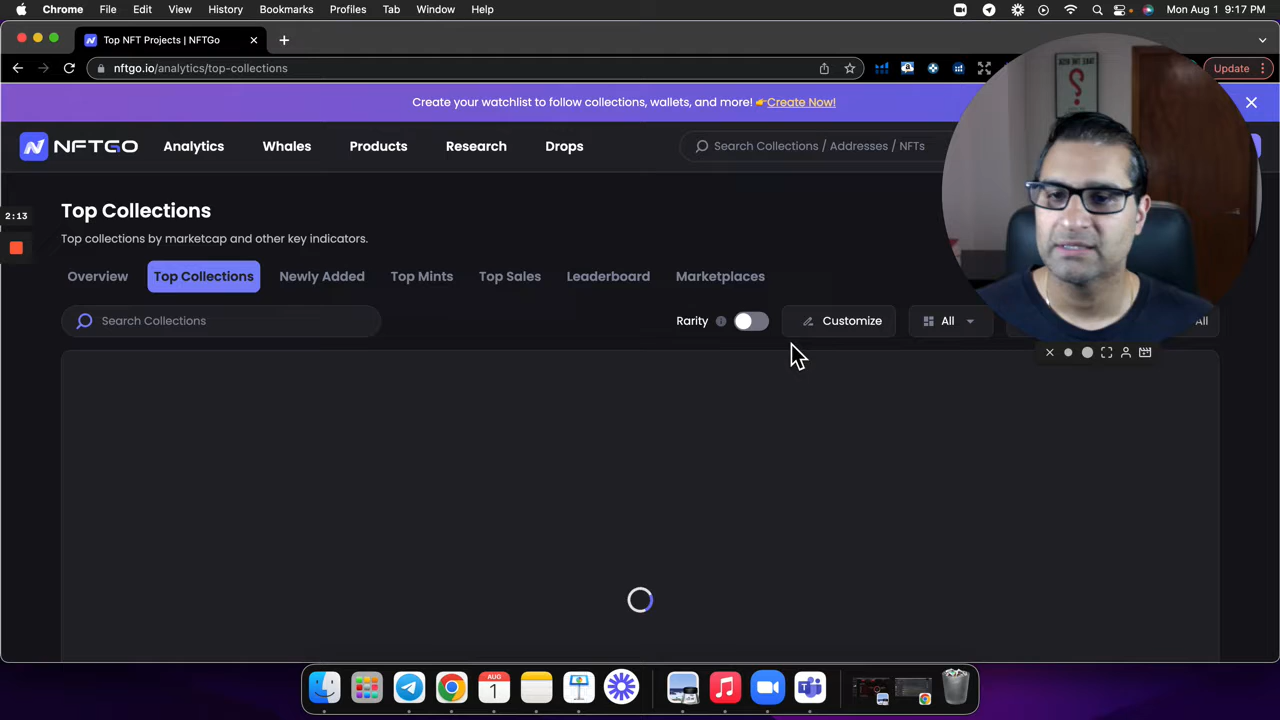 Chrome File Edit View History Bookmarks Profiles Tab Window Help Mon Aug 1 9:17 PM
Top NFT Projects | NFTGo
nftgo.io/analytics/top-collections Update
Create your watchlist to follow collections, wallets, and more! 👉Create Now!
NFTGO Analytics Whales Products Research Drops Search Collections / Addresses / NFTs
Top Collections
2:13
Top collections by marketcap and other key indicators.
Overview Top Collections Newly Added Top Mints Top Sales Leaderboard Marketplaces
Search Collections Rarity Customize All All
AUG
1